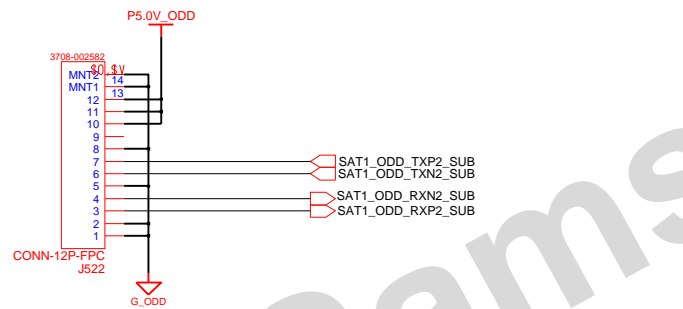 P5.0V_ODD
3708-002582
$0.$V
MNT2
14
MNT1
13
12
11
10
9
8
7
SAT1_ODD_TXP2_SUB
6
SAT1_ODD_TXN2_SUB
5
4
SAT1_ODD_RXN2_SUB
3
SAT1_ODD_RXP2_SUB
2
1
CONN-12P-FPC
J522
G_ODD